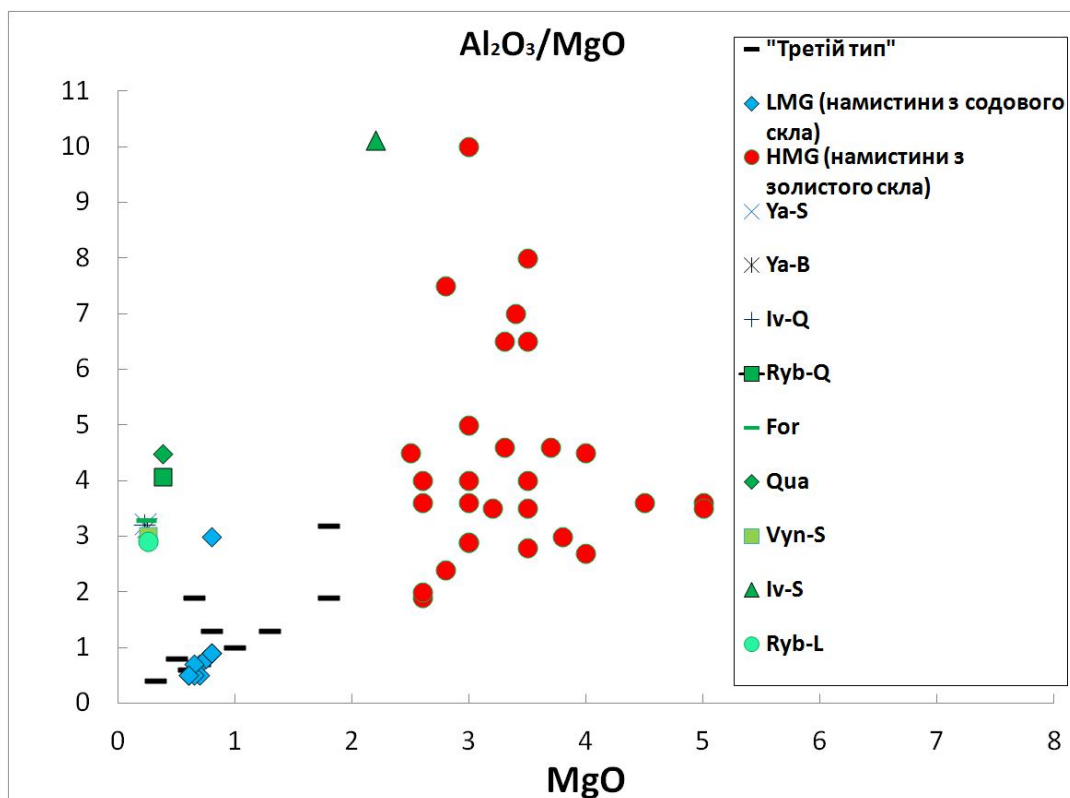 Al₂O₃/MgO
11
10
9
8
7
6
5
4
3
2
1
0
0 1 2 3 4 5 6 7 8
MgO
"Третій тип"
LMG (намистини з содового
скла)
HMG (намистини з
золистого скла)
Ya-S
Ya-B
Iv-Q
Ryb-Q
For
Qua
Vyn-S
Iv-S
Ryb-L